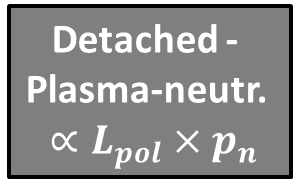 Detached -
Plasma-neutr.
∝ L_pol × p_n